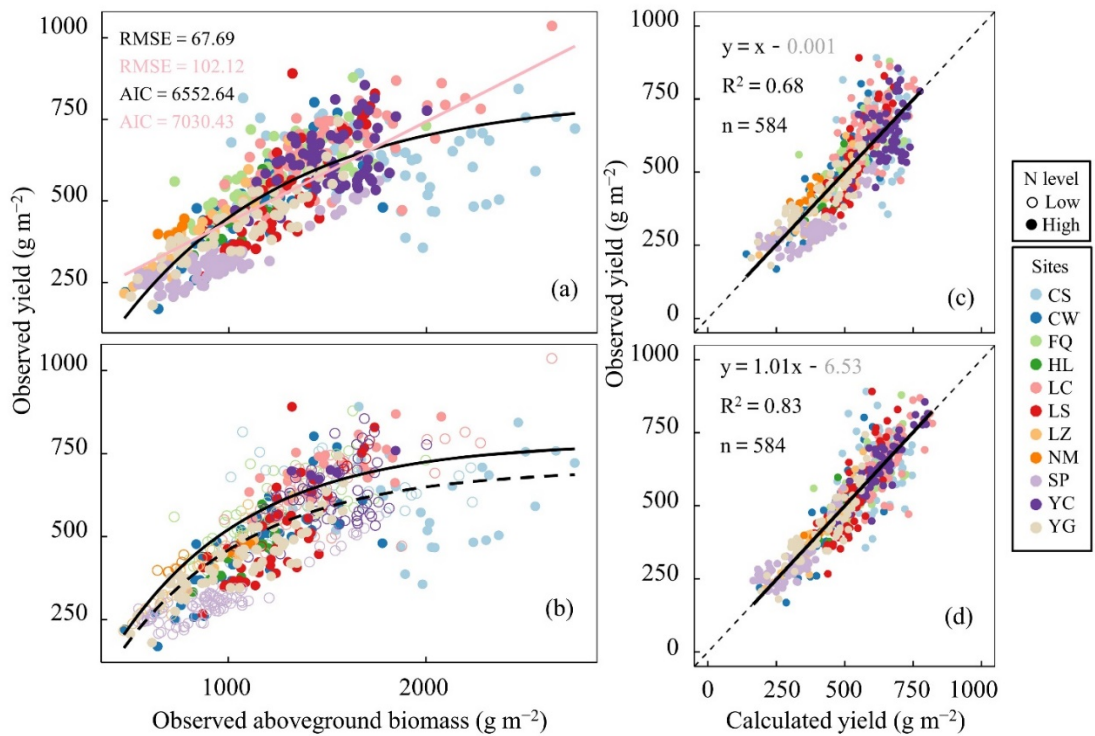 1000
750
500
250
RMSE = 67.69
RMSE = 102.12
AIC = 6552.64
AIC = 7030.43
(a)
Observed yield (g m⁻²)
1000
750
500
250
(b)
1000
2000
Observed aboveground biomass (g m⁻²)
1000
750
500
250
0
y = x - 0.001
R² = 0.68
n = 584
(c)
Observed yield (g m⁻²)
1000
750
500
250
0
y = 1.01x - 6.53
R² = 0.83
n = 584
(d)
0 250 500 750 1000
Calculated yield (g m⁻²)
N level
Low
High
Sites
CS
CW
FQ
HL
LC
LS
LZ
NM
SP
YC
YG